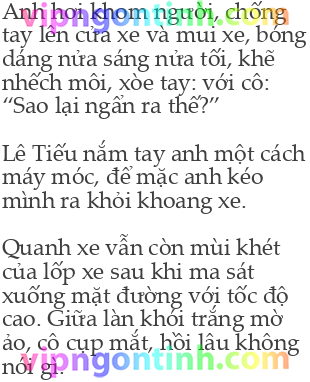 Anh hơi khom người, chống
vipngontinh.com
tay lên cửa xe và mui xe, bóng
dáng nửa sáng nửa tối, khẽ
nhếch môi, xòe tay: với cô:
“Sao lại ngẩn ra thế?”
Lê Tiếu nắm tay anh một cách
máy móc, để mặc anh kéo
mình ra khỏi khoang xe.
Quanh xe vẫn còn mùi khét
của lốp xe sau khi ma sát
xuống mặt đường với tốc độ
cao. Giữa làn khói trắng mờ
ảo, cô cụp mắt, hồi lâu không
vipngontinh.com
nói gì.